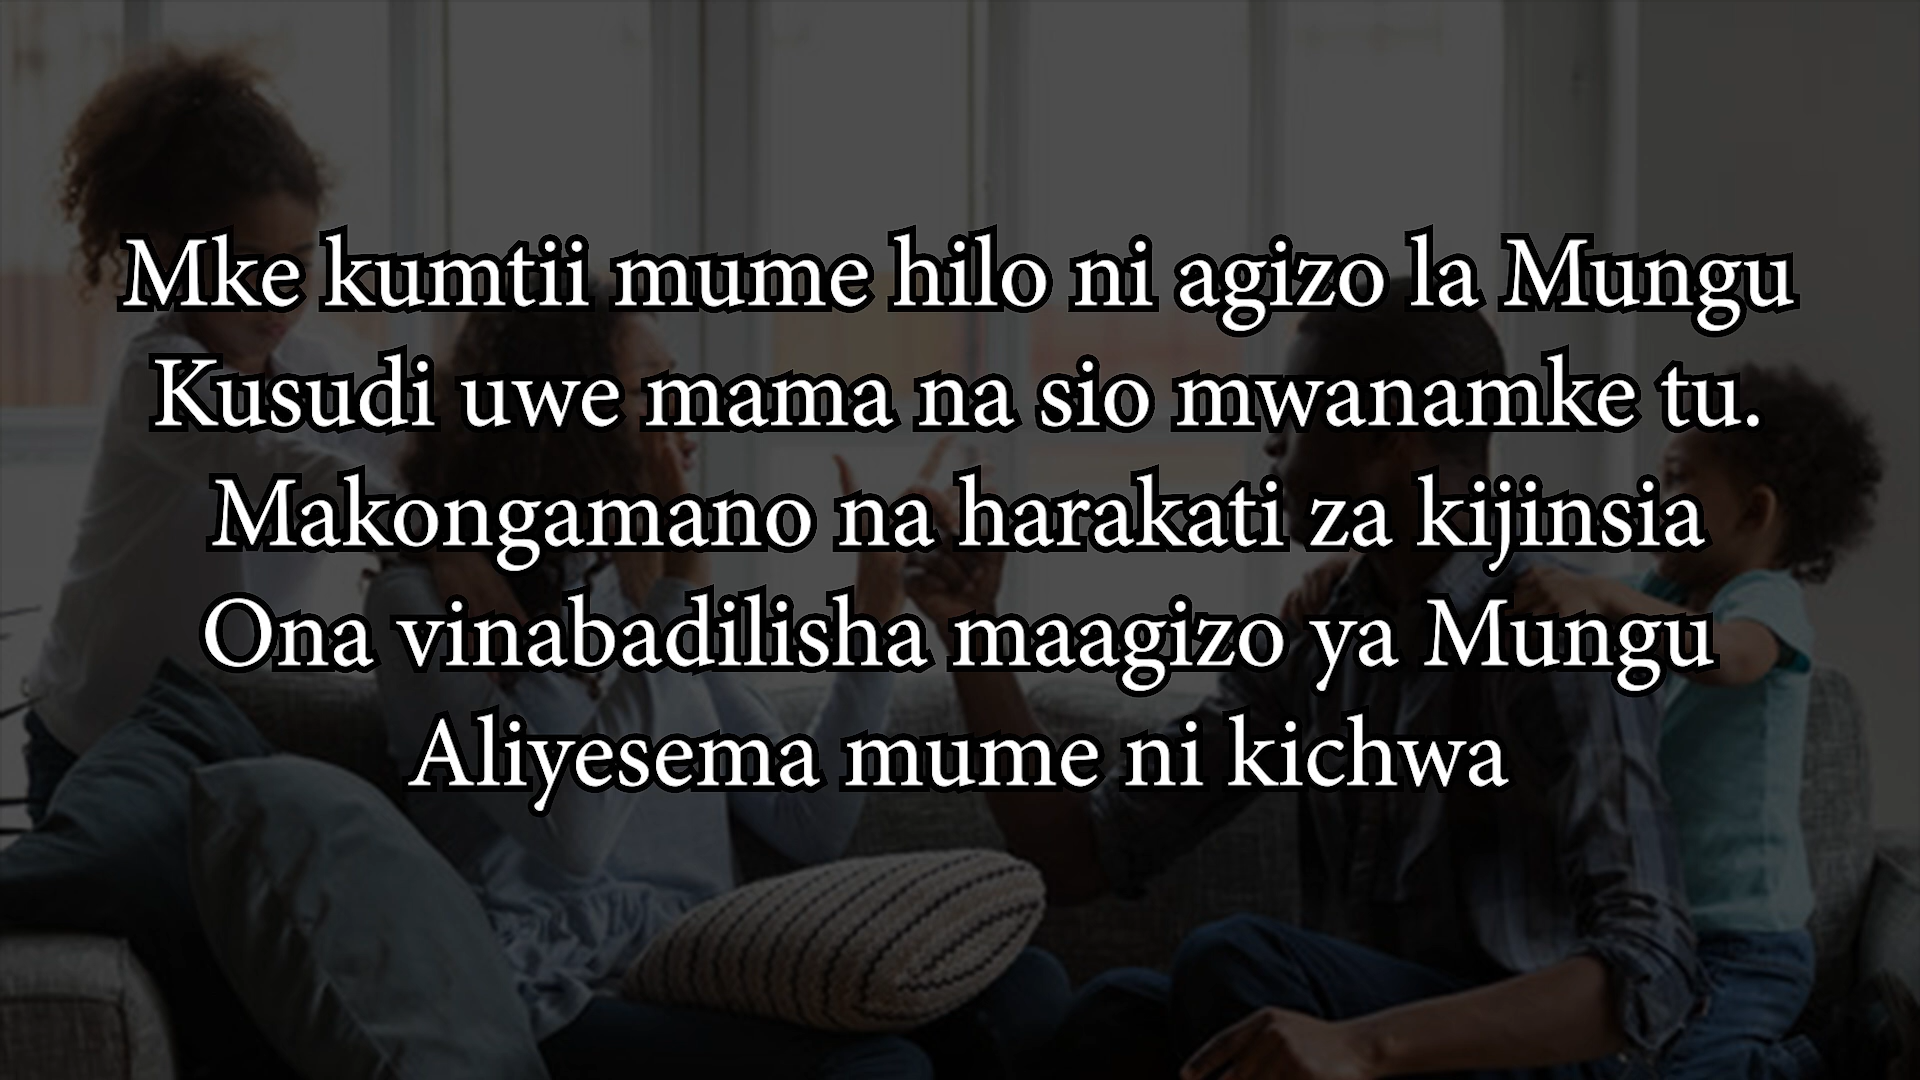 Mke kumtii mume hilo ni agizo la Mungu
Kusudi uwe mama na sio mwanamke tu.
Makongamano na harakati za kijinsia
Ona vinabadilisha maagizo ya Mungu
Aliyesema mume ni kichwa